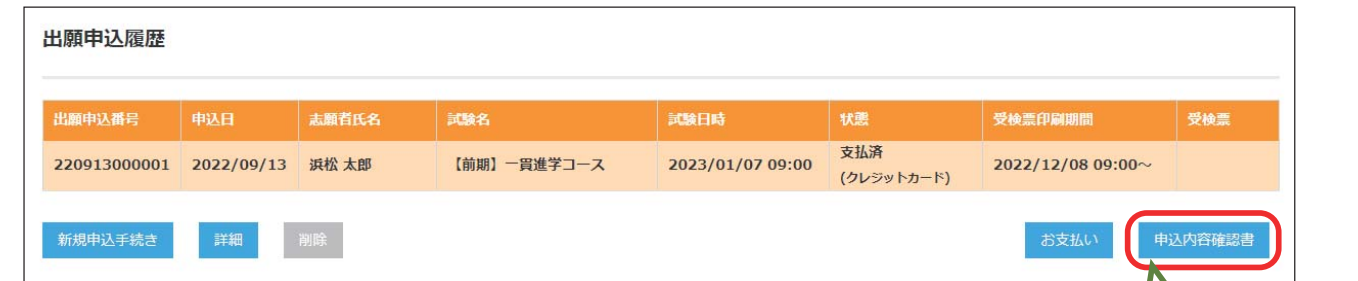 出願申込履歴
出願申込番号 申込日 志願者氏名 試験名 試験日時 状態 受検票印刷期間 受検票
220913000001 2022/09/13 浜松 太郎 【前期】一貫進学コース 2023/01/07 09:00 支払済 2022/12/08 09:00～
(クレジットカード)
新規申込手続き 詳細 削除 お支払い 申込内容確認書